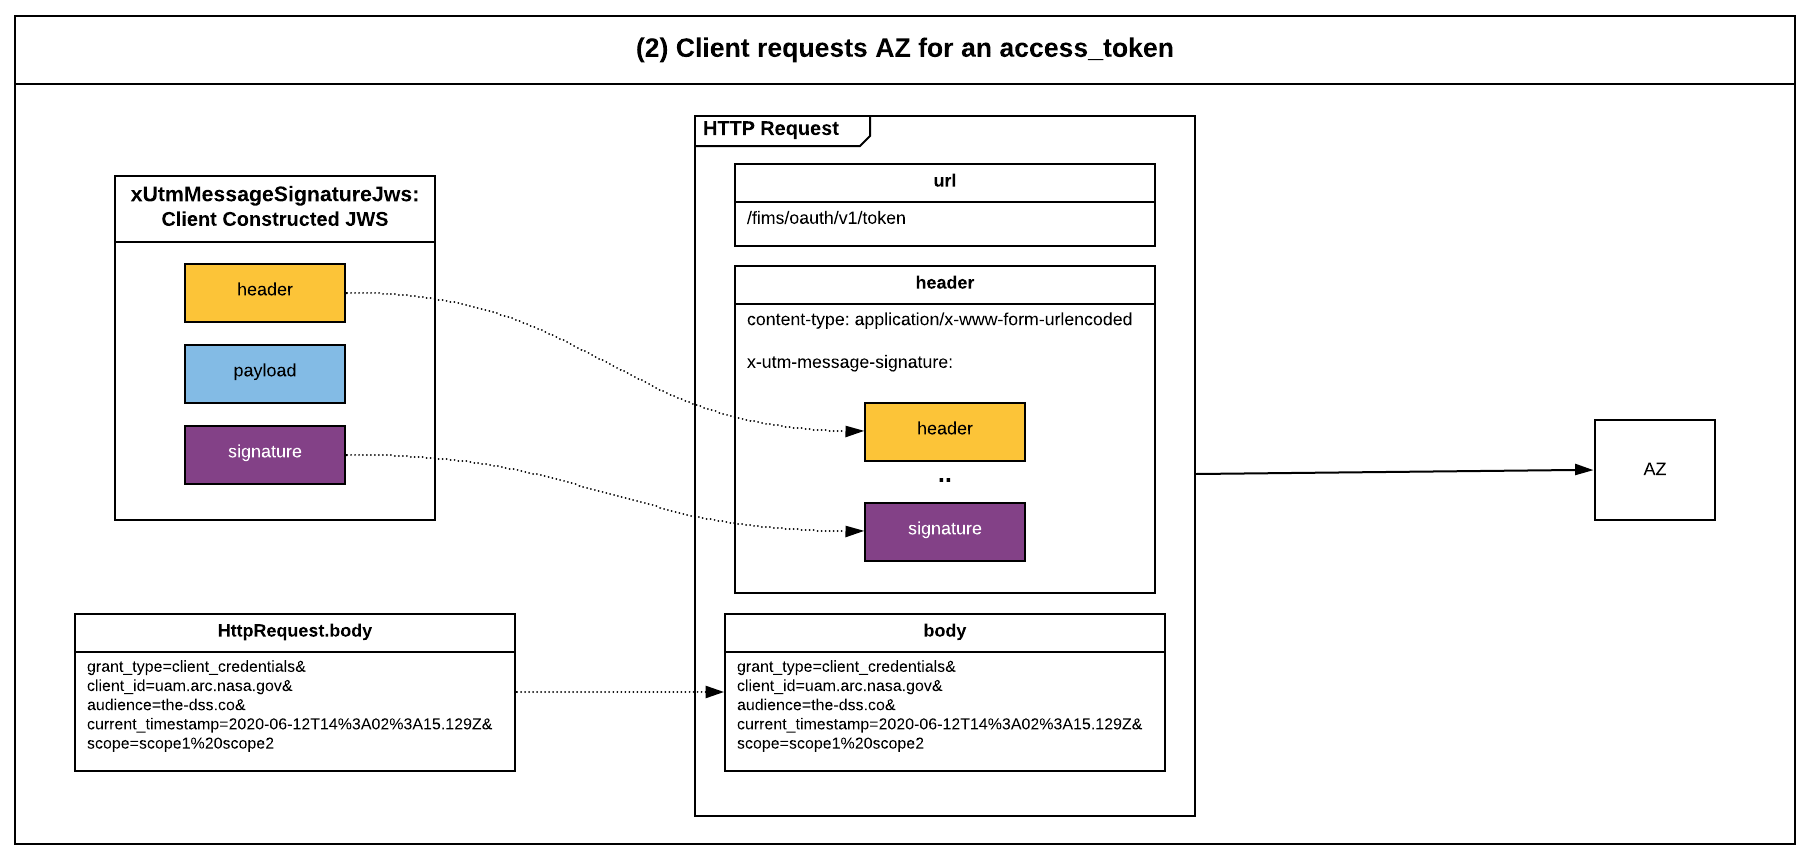 (2) Client requests AZ for an access_token
xUtmMessageSignatureJws:
Client Constructed JWS
header
payload
signature
HttpRequest.body
grant_type=client_credentials&
client_id=uam.arc.nasa.gov&
audience=the-dss.co&
current_timestamp=2020-06-12T14%3A02%3A15.129Z&
scope=scope1%20scope2
HTTP Request
url
/fims/oauth/v1/token
header
content-type: application/x-www-form-urlencoded
x-utm-message-signature:
header
..
signature
body
grant_type=client_credentials&
client_id=uam.arc.nasa.gov&
audience=the-dss.co&
current_timestamp=2020-06-12T14%3A02%3A15.129Z&
scope=scope1%20scope2
AZ